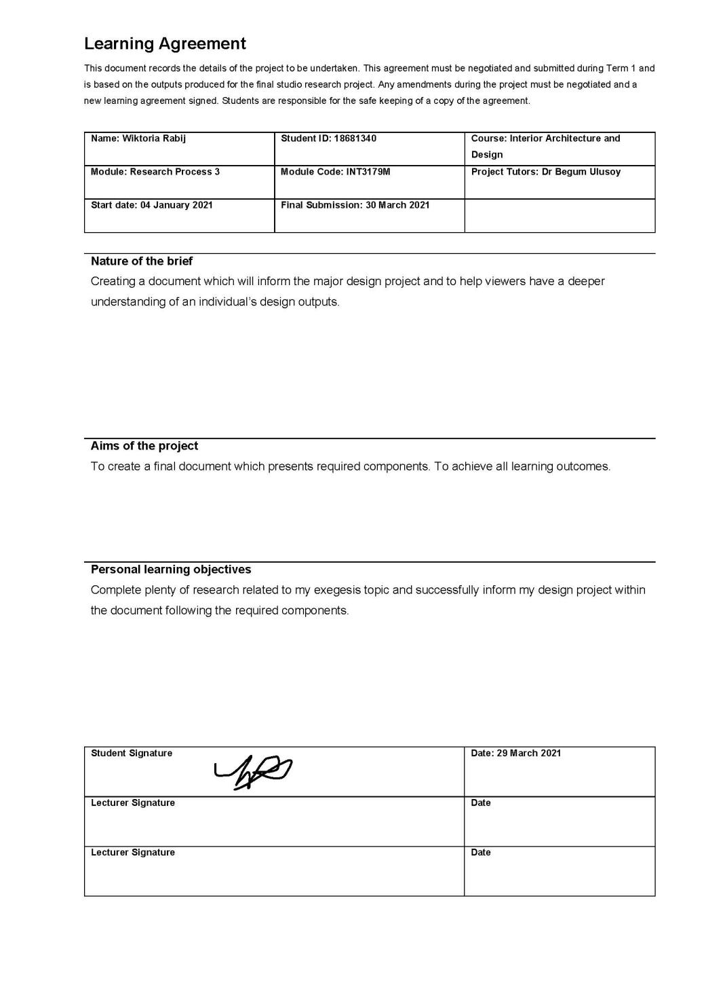 Learning Agreement
This document records the details of the project to be undertaken. This agreement must be negotiated and submitted during Term 1 and
is based on the outputs produced for the final studio research project. Any amendments during the project must be negotiated and a
new learning agreement signed. Students are responsible for the safe keeping of a copy of the agreement.
Name: Wiktoria Rabij
Student ID: 18681340
Course: Interior Architecture and
Design
Module: Research Process 3
Module Code: INT3179M
Project Tutors: Dr Begum Ulusoy
Start date: 04 January 2021
Final Submission: 30 March 2021
Nature of the brief
Creating a document which will inform the major design project and to help viewers have a deeper
understanding of an individual's design outputs.
Aims of the project
To create a final document which presents required components. To achieve all learning outcomes.
Personal learning objectives
Complete plenty of research related to my exegesis topic and successfully inform my design project within
the document following the required components.
Student Signature
Date: 29 March 2021
Lecturer Signature
Date
Lecturer Signature
Date